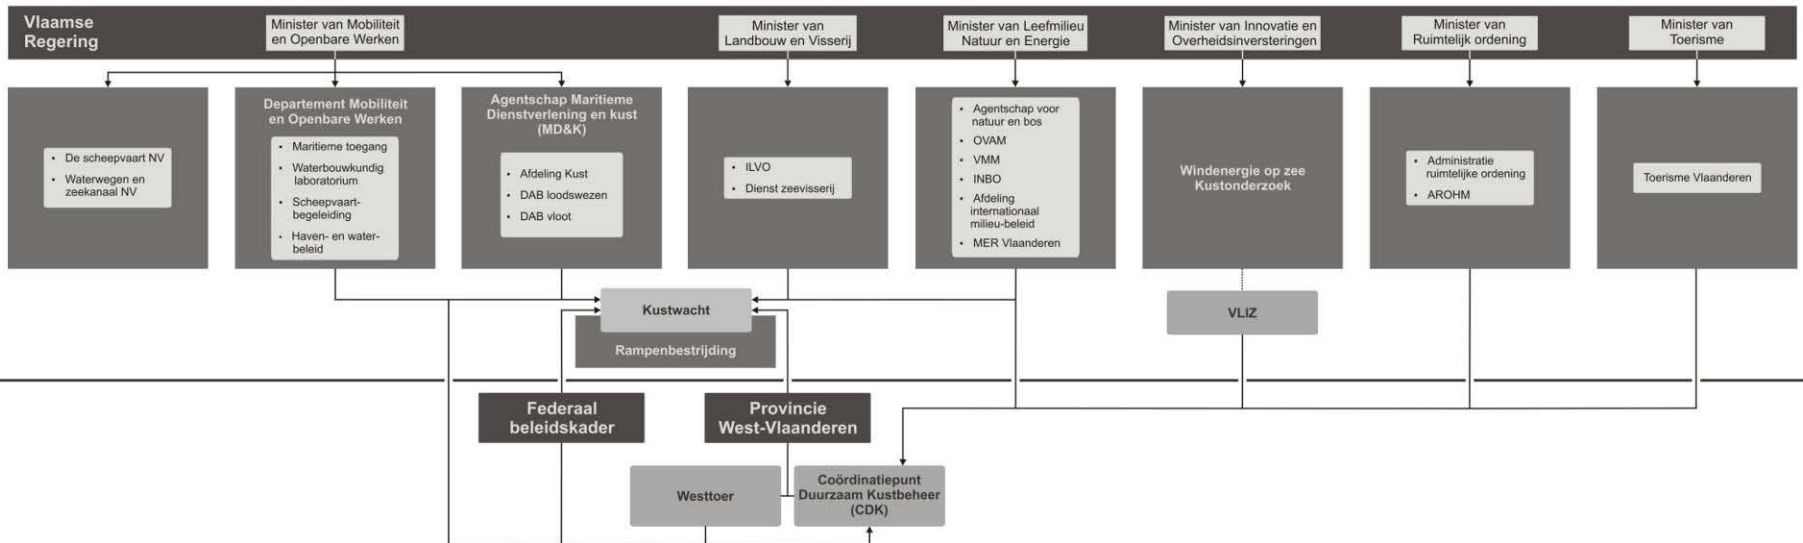 Vlaamse
Regering
Minister van Mobiliteit
en Openbare Werken
Minister van
Landbouw en Visserij
Minister van Leefmilieu
Natuur en Energie
Minister van Innovatie en
Overheidsinversteringen
Minister van
Ruimtelijk ordening
Minister van
Toerisme
• De scheepvaart NV
• Waterwegen en
zeekanaal NV
Departement Mobiliteit
en Openbare Werken
• Maritieme toegang
• Waterbouwkundig
laboratorium
• Scheepvaart-
begeleiding
• Haven- en water-
beleid
Agentschap Maritieme
Dienstverlening en kust
(MD&K)
• Afdeling Kust
• DAB loodswezen
• DAB vloot
• ILVO
• Dienst zeevisserij
• Agentschap voor
natuur en bos
• OVAM
• VMM
• INBO
• Afdeling
internationaal
milieu-beleid
• MER Vlaanderen
Windenergie op zee
Kustonderzoek
• Administratie
ruimtelijke ordening
• AROHM
Toerisme Vlaanderen
Kustwacht
Rampenbestrijding
VLIZ
Federaal
beleidskader
Provincie
West-Vlaanderen
Westtoer
Coördinatiepunt
Duurzaam Kustbeheer
(CDK)